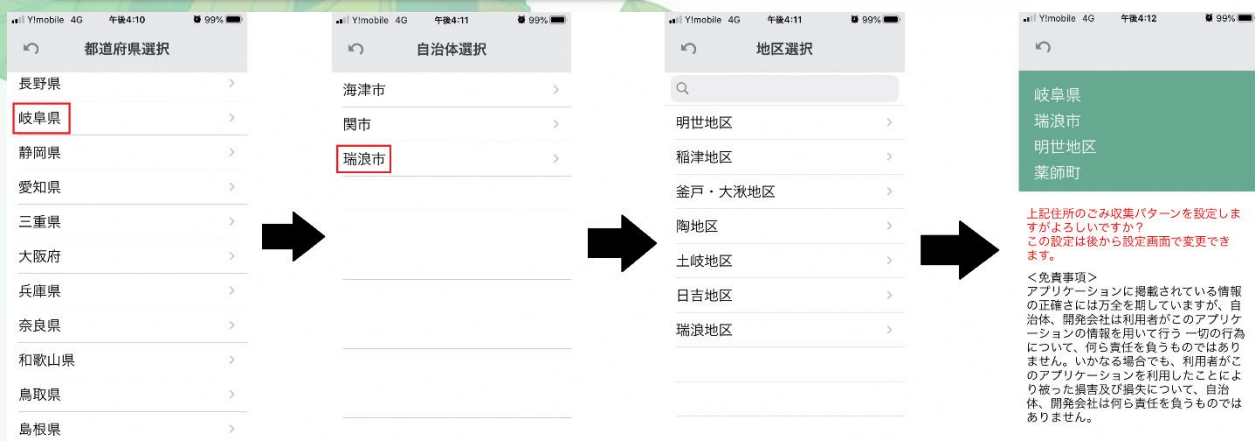 Y!mobile 4G 午後4:10 99%
都道府県選択
長野県
岐阜県
静岡県
愛知県
三重県
大阪府
兵庫県
奈良県
和歌山県
鳥取県
島根県
Y!mobile 4G 午後4:11 99%
自治体選択
海津市
関市
瑞浪市
Y!mobile 4G 午後4:11 99%
地区選択
明世地区
稲津地区
釜戸・大湫地区
陶地区
土岐地区
日吉地区
瑞浪地区
Y!mobile 4G 午後4:12 99%
岐阜県
瑞浪市
明世地区
薬師町
上記住所のごみ収集パターンを設定しま
すがよろしいですか？
この設定は後から設定画面で変更でき
ます。
＜免責事項＞
アプリケーションに掲載されている情報
の正確さには万全を期していますが、自
治体、開発会社は利用者がこのアプリケ
ーションの情報を用いて行う 一切の行為
について、何ら責任を負うものではあり
ません。いかなる場合でも、利用者がこ
のアプリケーションを利用したことによ
り被った損害及び損失について、自治
体、開発会社は何ら責任を負うものでは
ありません。